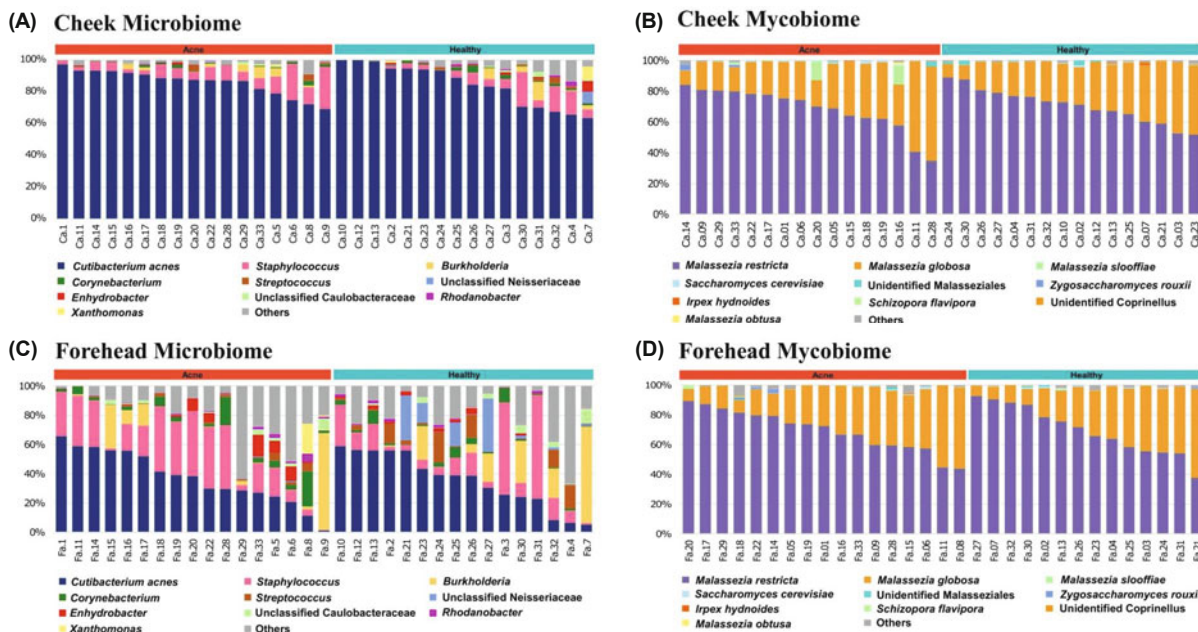 (A) Cheek Microbiome
Acne Healthy
100%
80%
60%
40%
20%
0%
Ca.1 Ca.11 Ca.14 Ca.15 Ca.16 Ca.17 Ca.18 Ca.19 Ca.20 Ca.22 Ca.28 Ca.29 Ca.33 Ca.5 Ca.6 Ca.8 Ca.9 Ca.10 Ca.12 Ca.13 Ca.2 Ca.21 Ca.23 Ca.24 Ca.25 Ca.26 Ca.27 Ca.3 Ca.30 Ca.31 Ca.32 Ca.4 Ca.7
Cutibacterium acnes Staphylococcus Burkholderia
Corynebacterium Streptococcus Unclassified Neisseriaceae
Enhydrobacter Unclassified Caulobacteraceae Rhodanobacter
Xanthomonas Others
(B) Cheek Mycobiome
Acne Healthy
100%
80%
60%
40%
20%
0%
Ca.14 Ca.09 Ca.29 Ca.33 Ca.22 Ca.17 Ca.01 Ca.06 Ca.20 Ca.05 Ca.15 Ca.18 Ca.19 Ca.16 Ca.11 Ca.28 Ca.24 Ca.30 Ca.26 Ca.27 Ca.04 Ca.31 Ca.32 Ca.10 Ca.02 Ca.12 Ca.13 Ca.25 Ca.07 Ca.21 Ca.03 Ca.23
Malassezia restricta Malassezia globosa Malassezia slooffiae
Saccharomyces cerevisiae Unidentified Malasseziales Zygosaccharomyces rouxii
Irpex hydnoides Schizopora flavipora Unidentified Coprinellus
Malassezia obtusa Others
(C) Forehead Microbiome
Acne Healthy
100%
80%
60%
40%
20%
0%
Fa.1 Fa.11 Fa.14 Fa.15 Fa.16 Fa.17 Fa.18 Fa.19 Fa.20 Fa.22 Fa.28 Fa.29 Fa.33 Fa.5 Fa.6 Fa.8 Fa.9 Fa.10 Fa.12 Fa.2 Fa.21 Fa.23 Fa.24 Fa.25 Fa.26 Fa.27 Fa.3 Fa.30 Fa.31 Fa.32 Fa.4 Fa.7
Cutibacterium acnes Staphylococcus Burkholderia
Corynebacterium Streptococcus Unclassified Neisseriaceae
Enhydrobacter Unclassified Caulobacteraceae Rhodanobacter
Xanthomonas Others
(D) Forehead Mycobiome
Acne Healthy
100%
80%
60%
40%
20%
0%
Fa.20 Fa.17 Fa.29 Fa.18 Fa.22 Fa.14 Fa.05 Fa.19 Fa.01 Fa.16 Fa.33 Fa.09 Fa.28 Fa.15 Fa.06 Fa.11 Fa.08 Fa.27 Fa.07 Fa.32 Fa.30 Fa.02 Fa.13 Fa.26 Fa.23 Fa.04 Fa.25 Fa.03 Fa.24 Fa.31 Fa.21
Malassezia restricta Malassezia globosa Malassezia slooffiae
Saccharomyces cerevisiae Unidentified Malasseziales Zygosaccharomyces rouxii
Irpex hydnoides Schizopora flavipora Unidentified Coprinellus
Malassezia obtusa Others